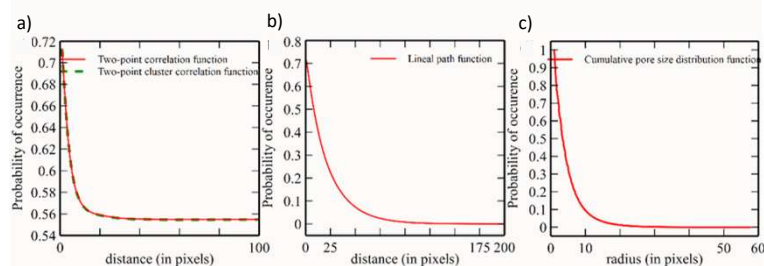 a)
0.72
0.7
0.68
0.66
0.64
0.62
0.6
0.58
0.56
0.54
Probability of occurrence
Two-point correlation function
Two-point cluster correlation function
0
100
distance (in pixels)
b)
0.8
0.7
0.6
0.5
0.4
0.3
0.2
0.1
0
Probability of occurrence
Lineal path function
0 25 175 200
distance (in pixels)
c)
1
0.9
0.8
0.7
0.6
0.5
0.4
0.3
0.2
0.1
0
Probability of occurrence
Cumulative pore size distribution function
0 10 50 60
radius (in pixels)